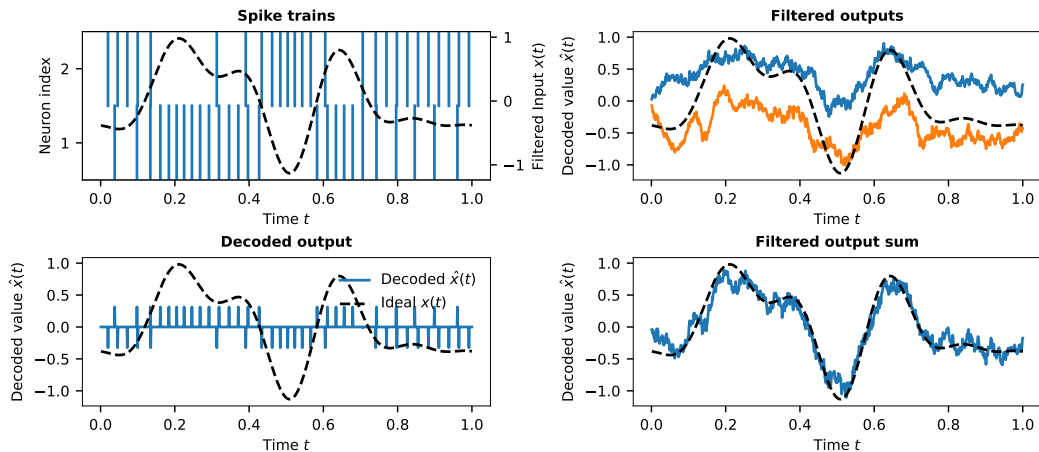 Spike trains
Neuron index
2
1
1
0
−1
Filtered Input x(t)
0.0 0.2 0.4 0.6 0.8 1.0
Time t
Filtered outputs
Decoded value x̂(t)
1.0
0.5
0.0
−0.5
−1.0
0.0 0.2 0.4 0.6 0.8 1.0
Time t
Decoded output
Decoded value x̂(t)
1.0
0.5
0.0
−0.5
−1.0
Decoded x̂(t)
Ideal x(t)
0.0 0.2 0.4 0.6 0.8 1.0
Time t
Filtered output sum
Decoded value x̂(t)
1.0
0.5
0.0
−0.5
−1.0
0.0 0.2 0.4 0.6 0.8 1.0
Time t